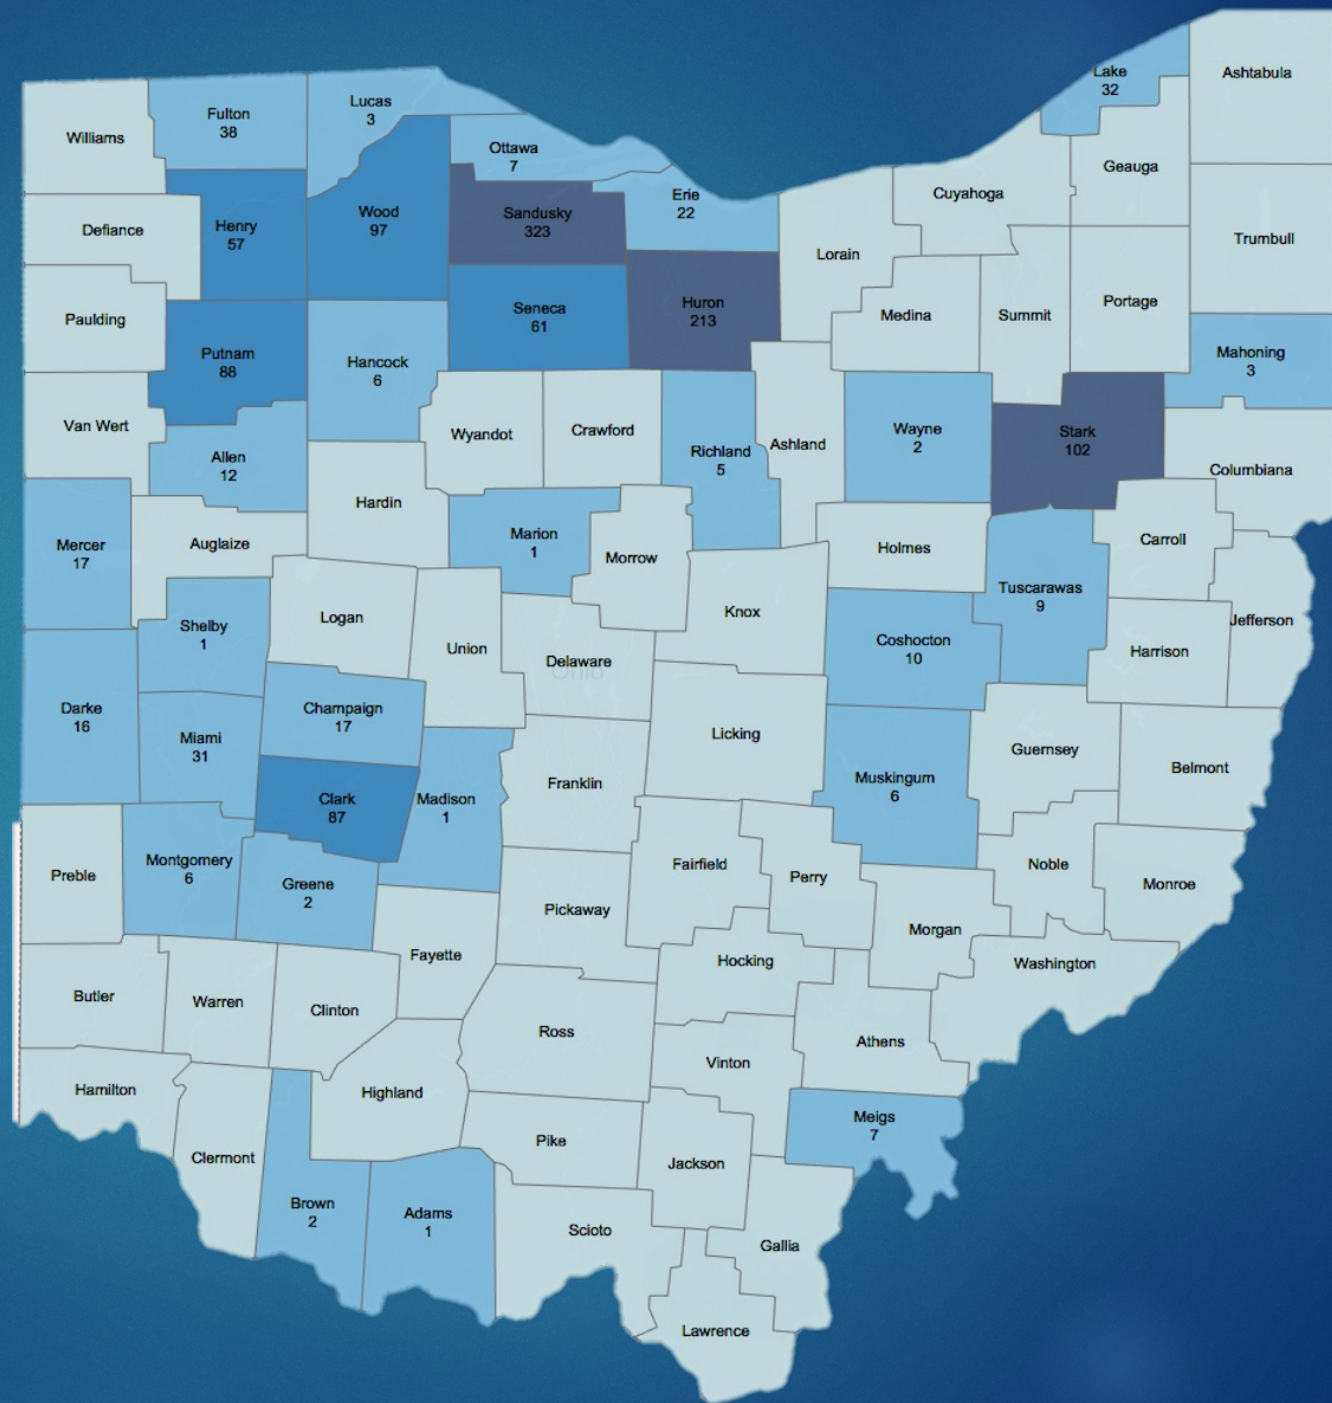 Lake
32
Ashtabula
Lucas
3
Fulton
38
Williams
Ottawa
7
Geauga
Cuyahoga
Erie
22
Sandusky
323
Wood
97
Henry
57
Defiance
Trumbull
Lorain
Portage
Summit
Medina
Huron
213
Seneca
61
Paulding
Putnam
88
Hancock
6
Mahoning
3
Van Wert
Wyandot
Crawford
Ashland
Richland
5
Wayne
2
Stark
102
Columbiana
Allen
12
Hardin
Mercer
17
Auglaize
Marion
1
Morrow
Holmes
Carroll
Tuscarawas
9
Jefferson
Logan
Knox
Shelby
1
Union
Delaware
Ohio
Coshocton
10
Harrison
Darke
16
Champaign
17
Miami
31
Licking
Guernsey
Belmont
Clark
87
Madison
1
Franklin
Muskingum
6
Preble
Montgomery
6
Greene
2
Fairfield
Perry
Noble
Monroe
Pickaway
Morgan
Fayette
Hocking
Washington
Butler
Warren
Clinton
Ross
Athens
Vinton
Hamilton
Highland
Meigs
7
Pike
Clermont
Jackson
Brown
2
Adams
1
Scioto
Gallia
Lawrence